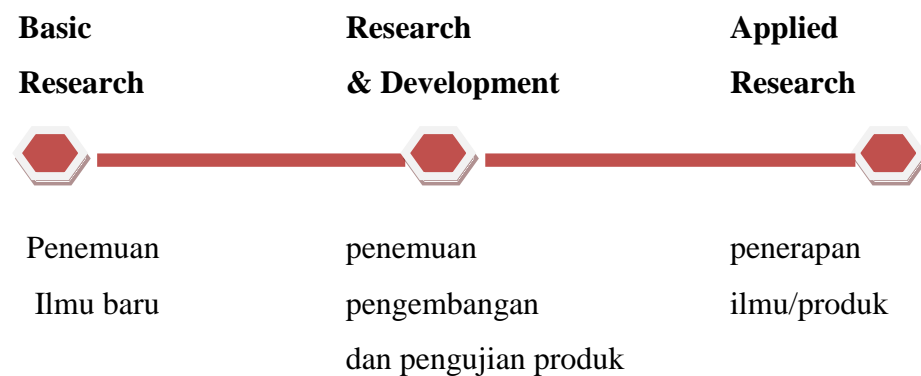 Basic
Research
Research
& Development
Applied
Research
Penemuan
Ilmu baru
penemuan
pengembangan
dan pengujian produk
penerapan
ilmu/produk